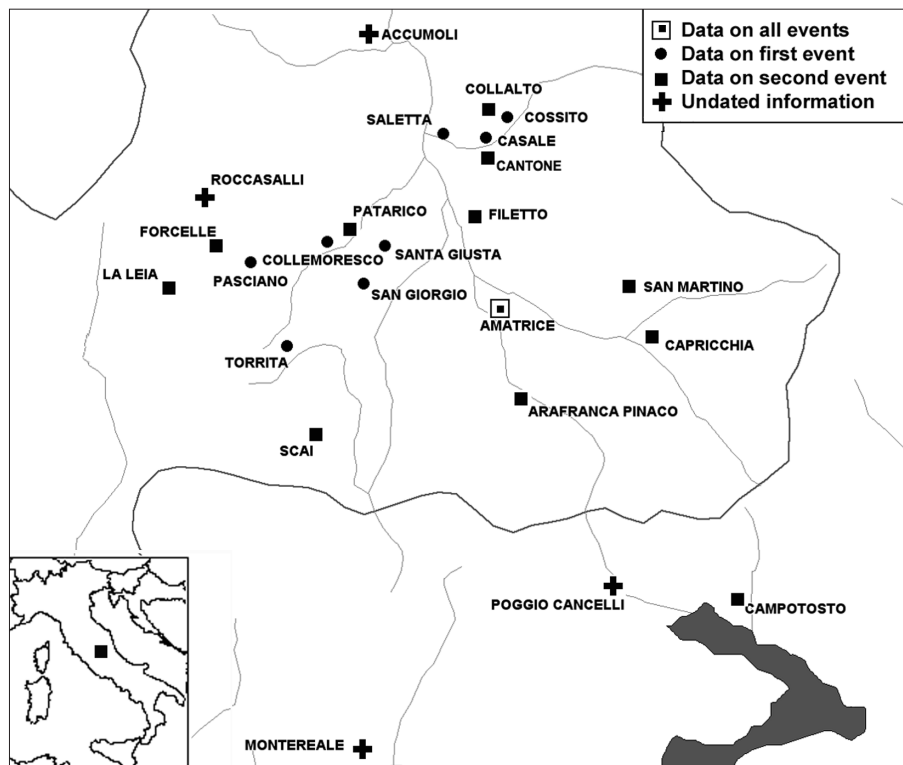 ACCUMOLI
Data on all events
Data on first event
Data on second event
Undated information
COLLALTO
COSSITO
SALETTA
CASALE
CANTONE
ROCCASALLI
PATARICO
FILETTO
FORCELLE
COLLEMORESCO
SANTA GIUSTA
LA LEIA
PASCIANO
SAN GIORGIO
SAN MARTINO
AMATRICE
CAPRICCHIA
TORRITA
ARAFRANCA PINACO
SCAI
POGGIO CANCELLI
CAMPOTOSTO
MONTEREALE